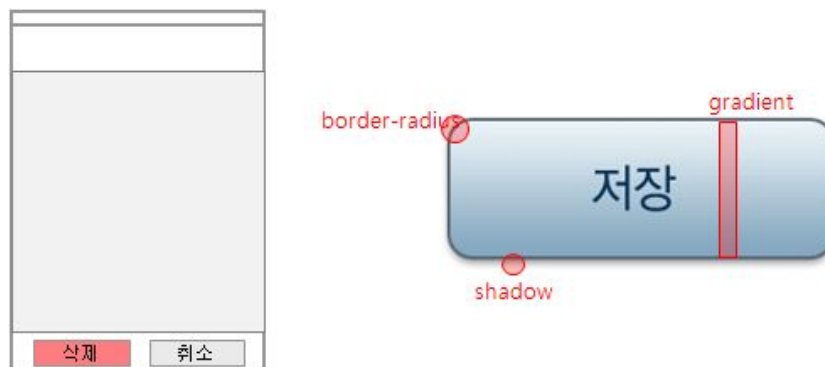 gradient
border-radius
저장
shadow
삭제 취소